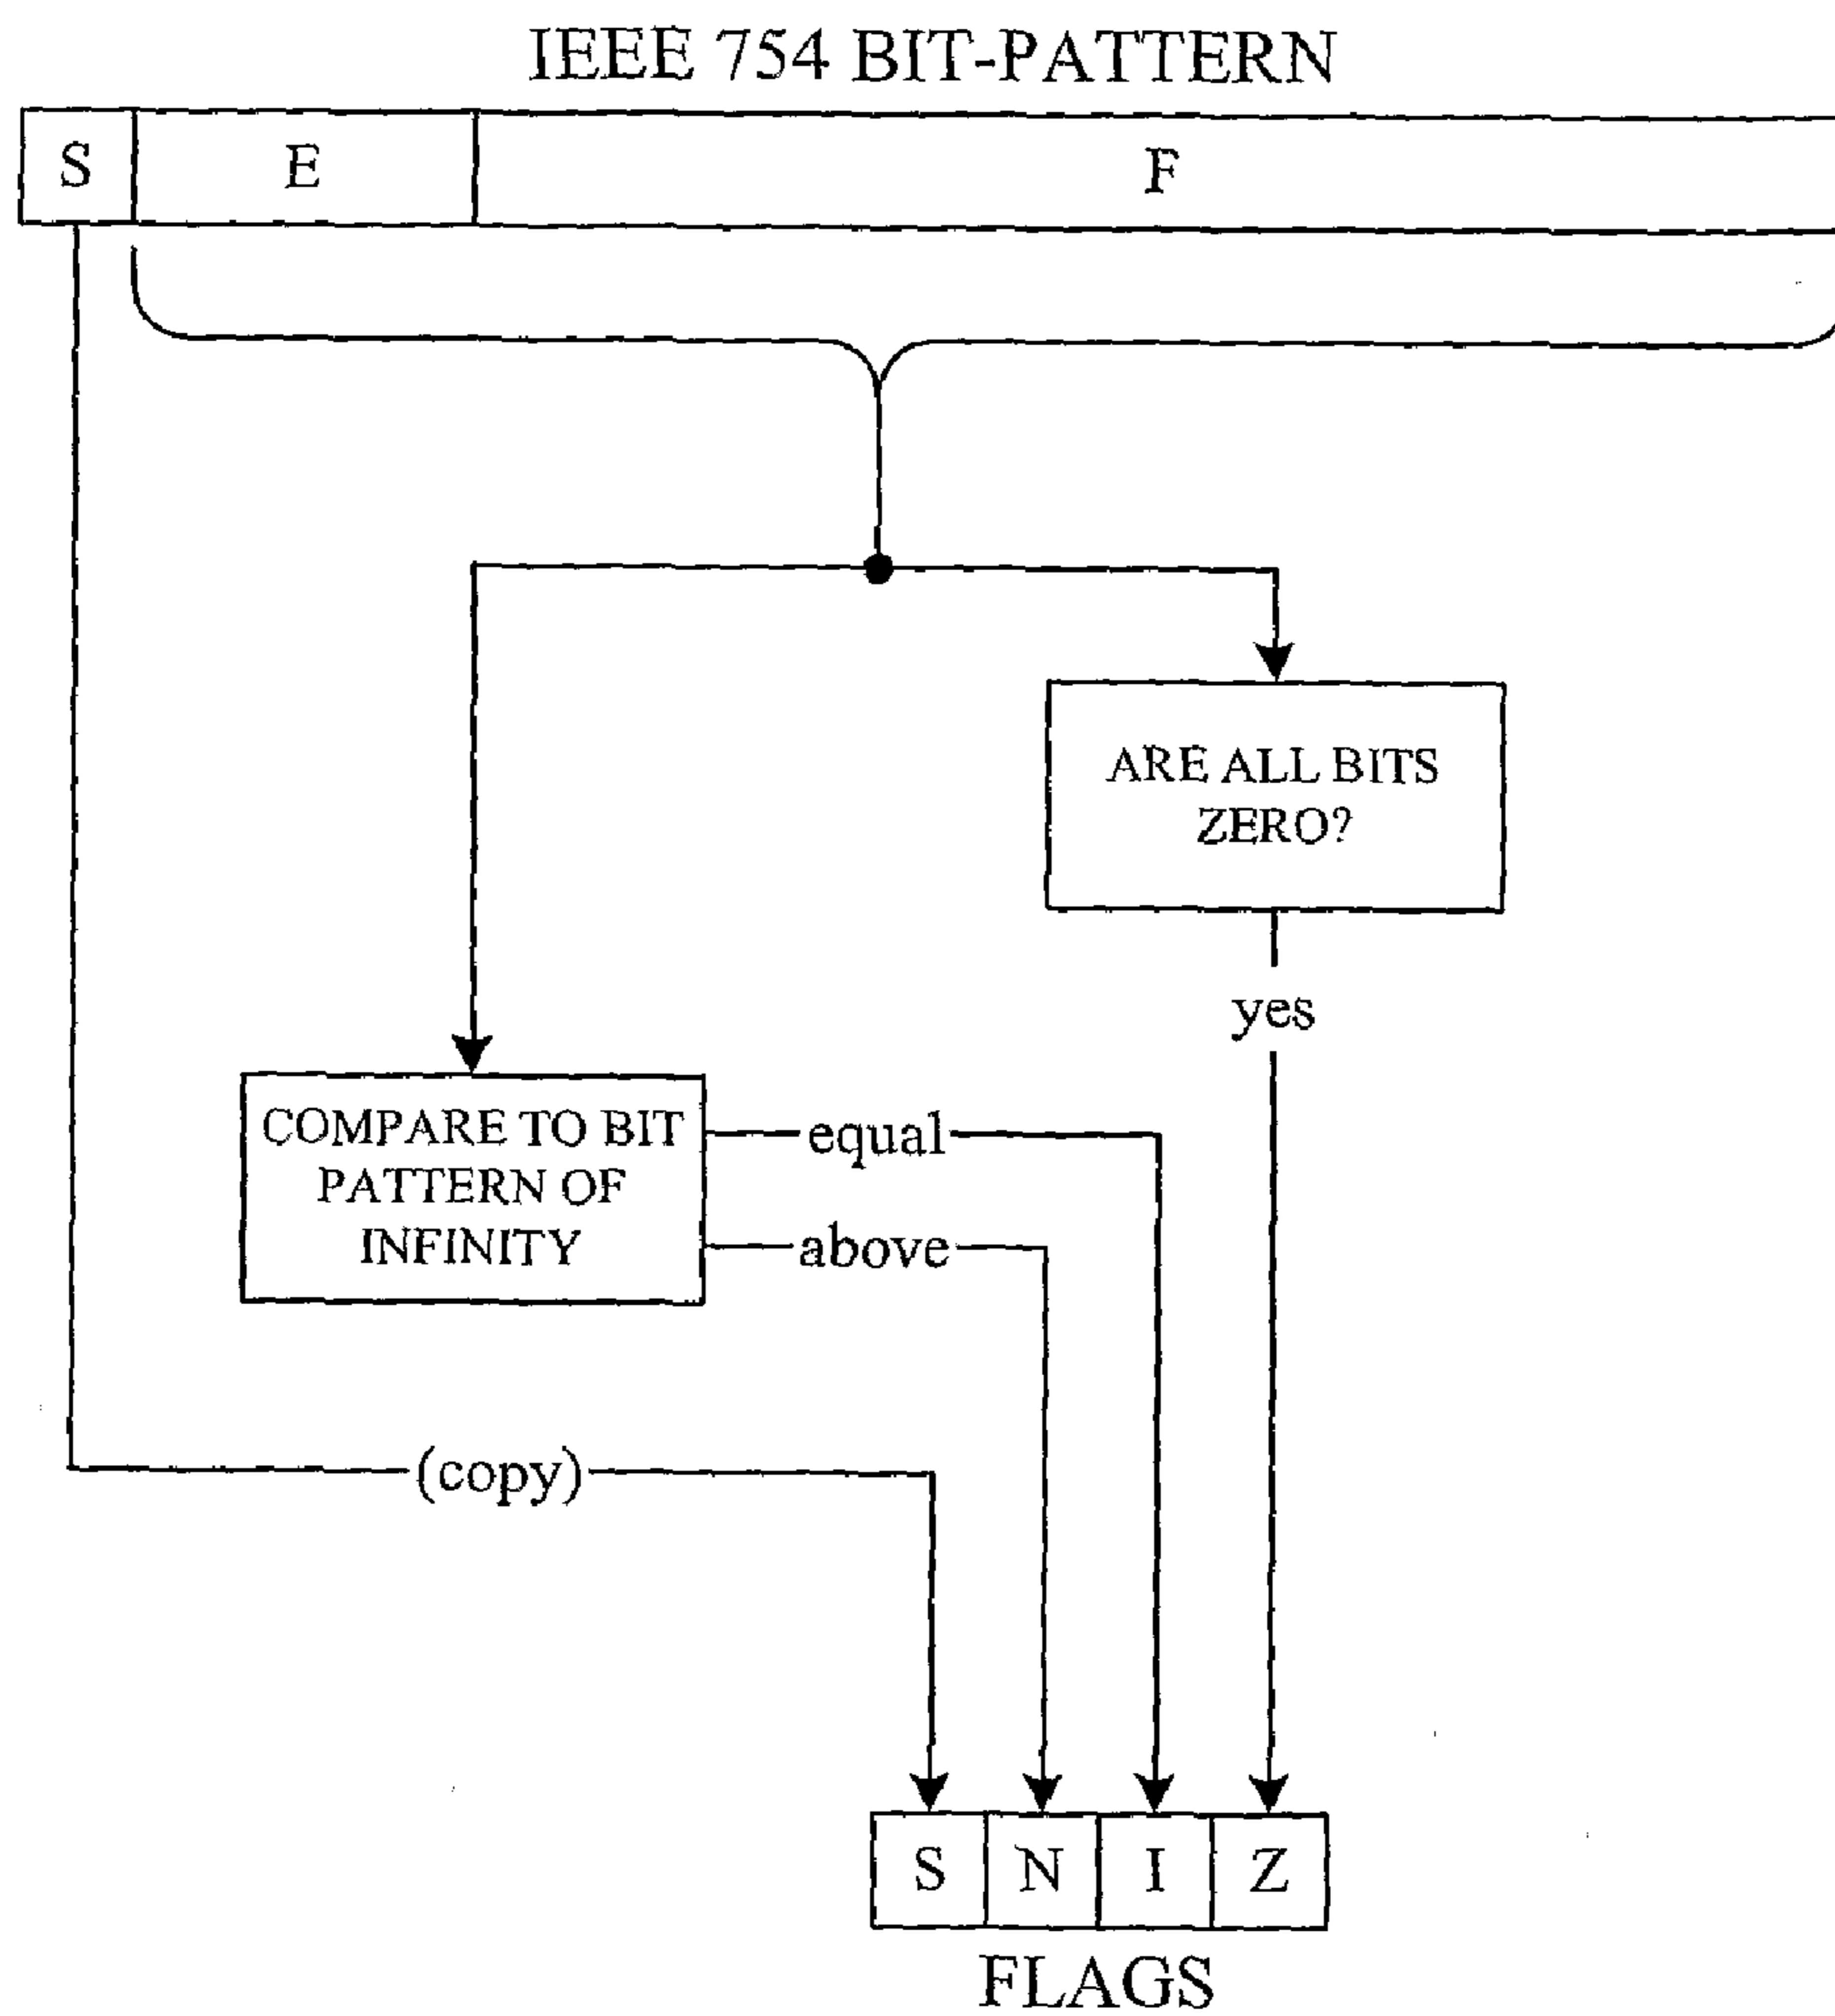 IEEE 754 BIT-PATTERN
S
E
F
ARE ALL BITS
ZERO?
yes
COMPARE TO BIT
PATTERN OF
INFINITY
equal
above
(copy)
S
N
I
Z
FLAGS